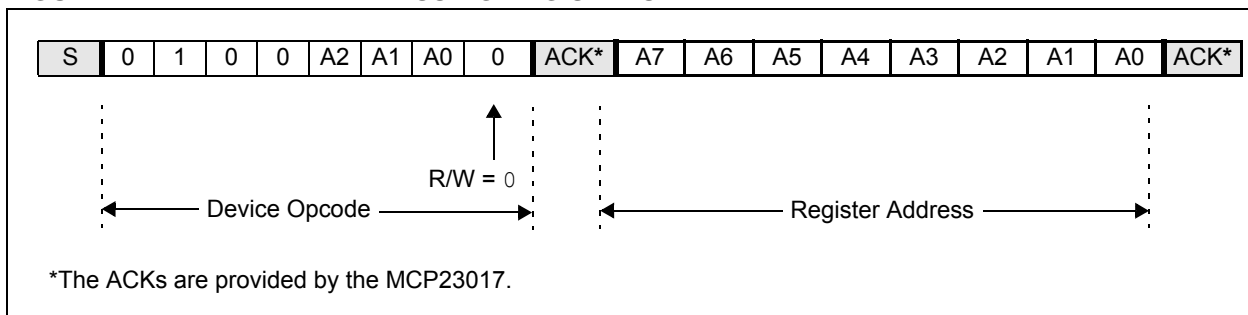 S 0 1 0 0 A2 A1 A0 0 ACK* A7 A6 A5 A4 A3 A2 A1 A0 ACK*
R/W = 0
Device Opcode
Register Address
*The ACKs are provided by the MCP23017.